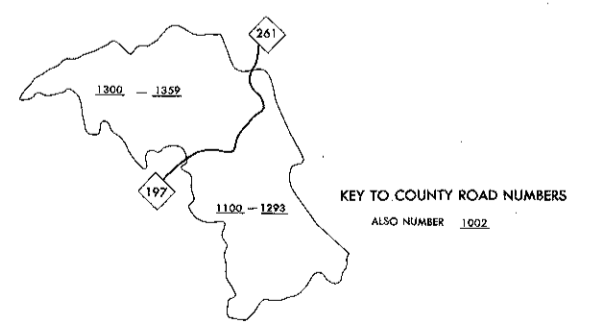 261
1300 — 1359
197
1100 — 1293
KEY TO COUNTY ROAD NUMBERS
ALSO NUMBER 1002